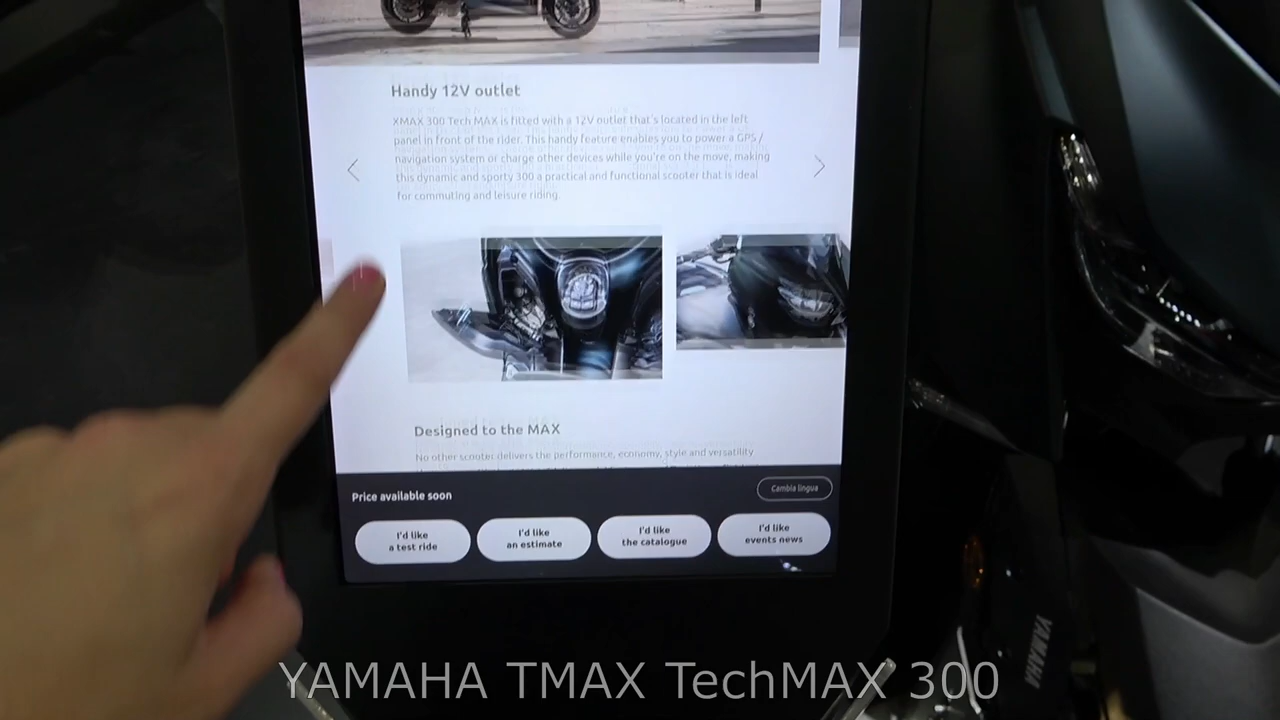 Handy 12V outlet
XMAX 300 Tech MAX is fitted with a 12V outlet that's located in the left
panel in front of the rider. This handy feature enables you to power a GPS /
navigation system or charge other devices while you're on the move, making
this dynamic and sporty 300 a practical and functional scooter that is ideal
for commuting and leisure riding.
Designed to the MAX
No other scooter delivers the performance, economy, style and versatility
Price available soon
Cambia lingua
I'd like
a test ride
I'd like
an estimate
I'd like
the catalogue
I'd like
events news
YAMAHA
YAMAHA TMAX TechMAX 300